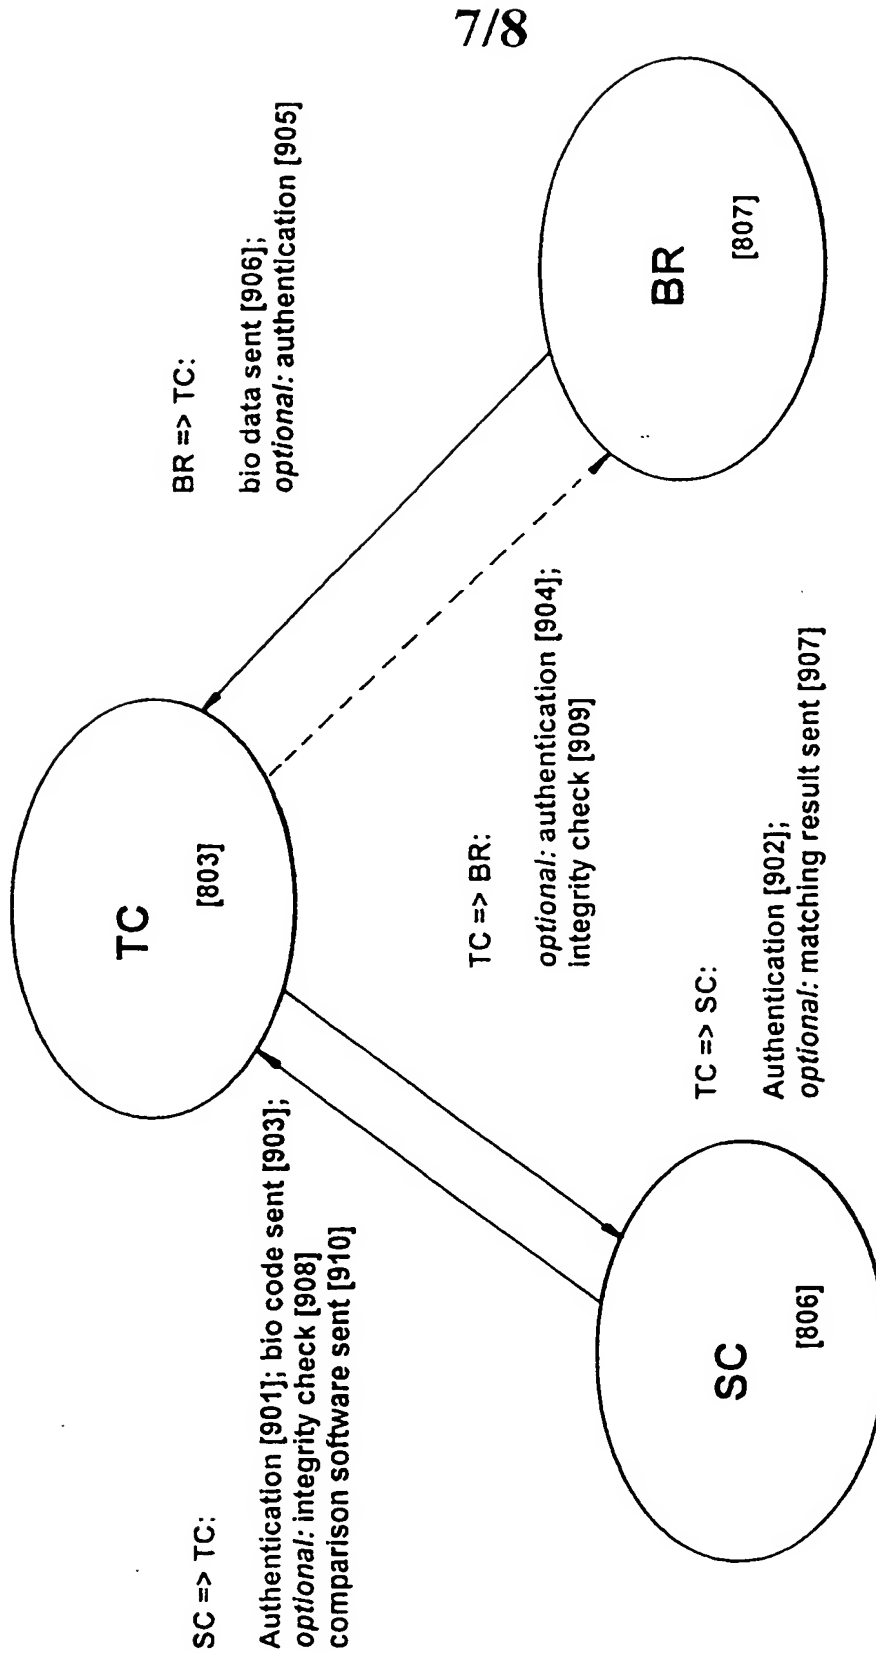 7/8
BR => TC:
bio data sent [906];
optional: authentication [905]
TC
[803]
BR
[807]
TC => BR:
optional: authentication [904];
integrity check [909]
SC => TC:
Authentication [901]; bio code sent [903];
optional: integrity check [908]
comparison software sent [910]
TC => SC:
Authentication [902];
optional: matching result sent [907]
SC
[806]